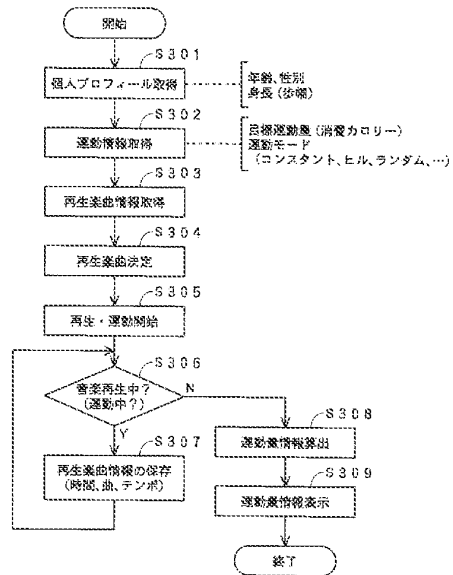 開始
S301
個人プロフィール取得
年齢、性別
身長(歩幅)
S302
運動情報取得
目標運動量(消費カロリー)
運動モード
(コンスタント、ヒル、ランダム、…)
S303
再生楽曲情報取得
S304
再生楽曲決定
S305
再生・運動開始
S306
音楽再生中?
(運動中?)
N
Y
S307
再生楽曲情報の保存
(時間、曲、テンポ)
S308
運動量情報算出
S309
運動量情報表示
終了